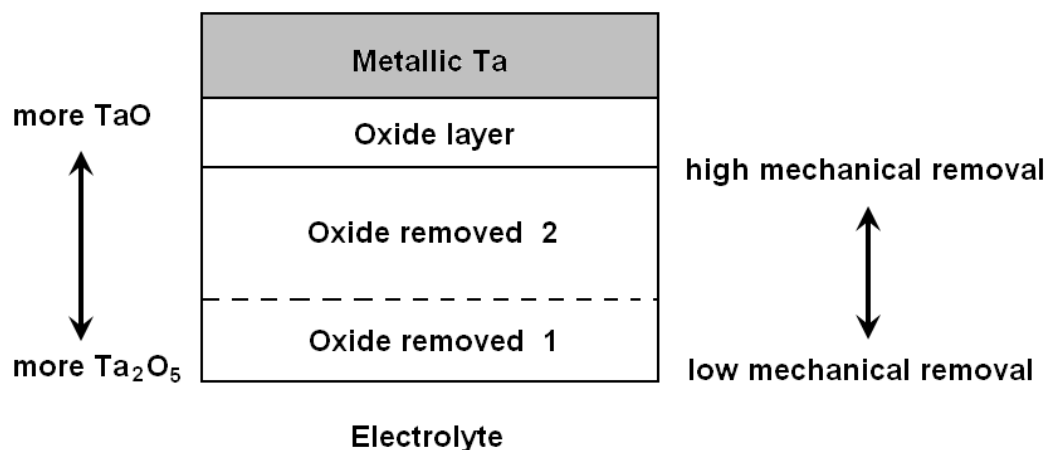 Metallic Ta
more TaO
Oxide layer
high mechanical removal
Oxide removed 2
Oxide removed 1
more Ta₂O₅
low mechanical removal
Electrolyte